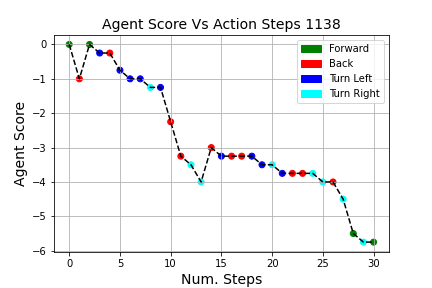 Agent Score Vs Action Steps 1138
Agent Score
0
−1
−2
−3
−4
−5
−6
Forward
Back
Turn Left
Turn Right
0 5 10 15 20 25 30
Num. Steps